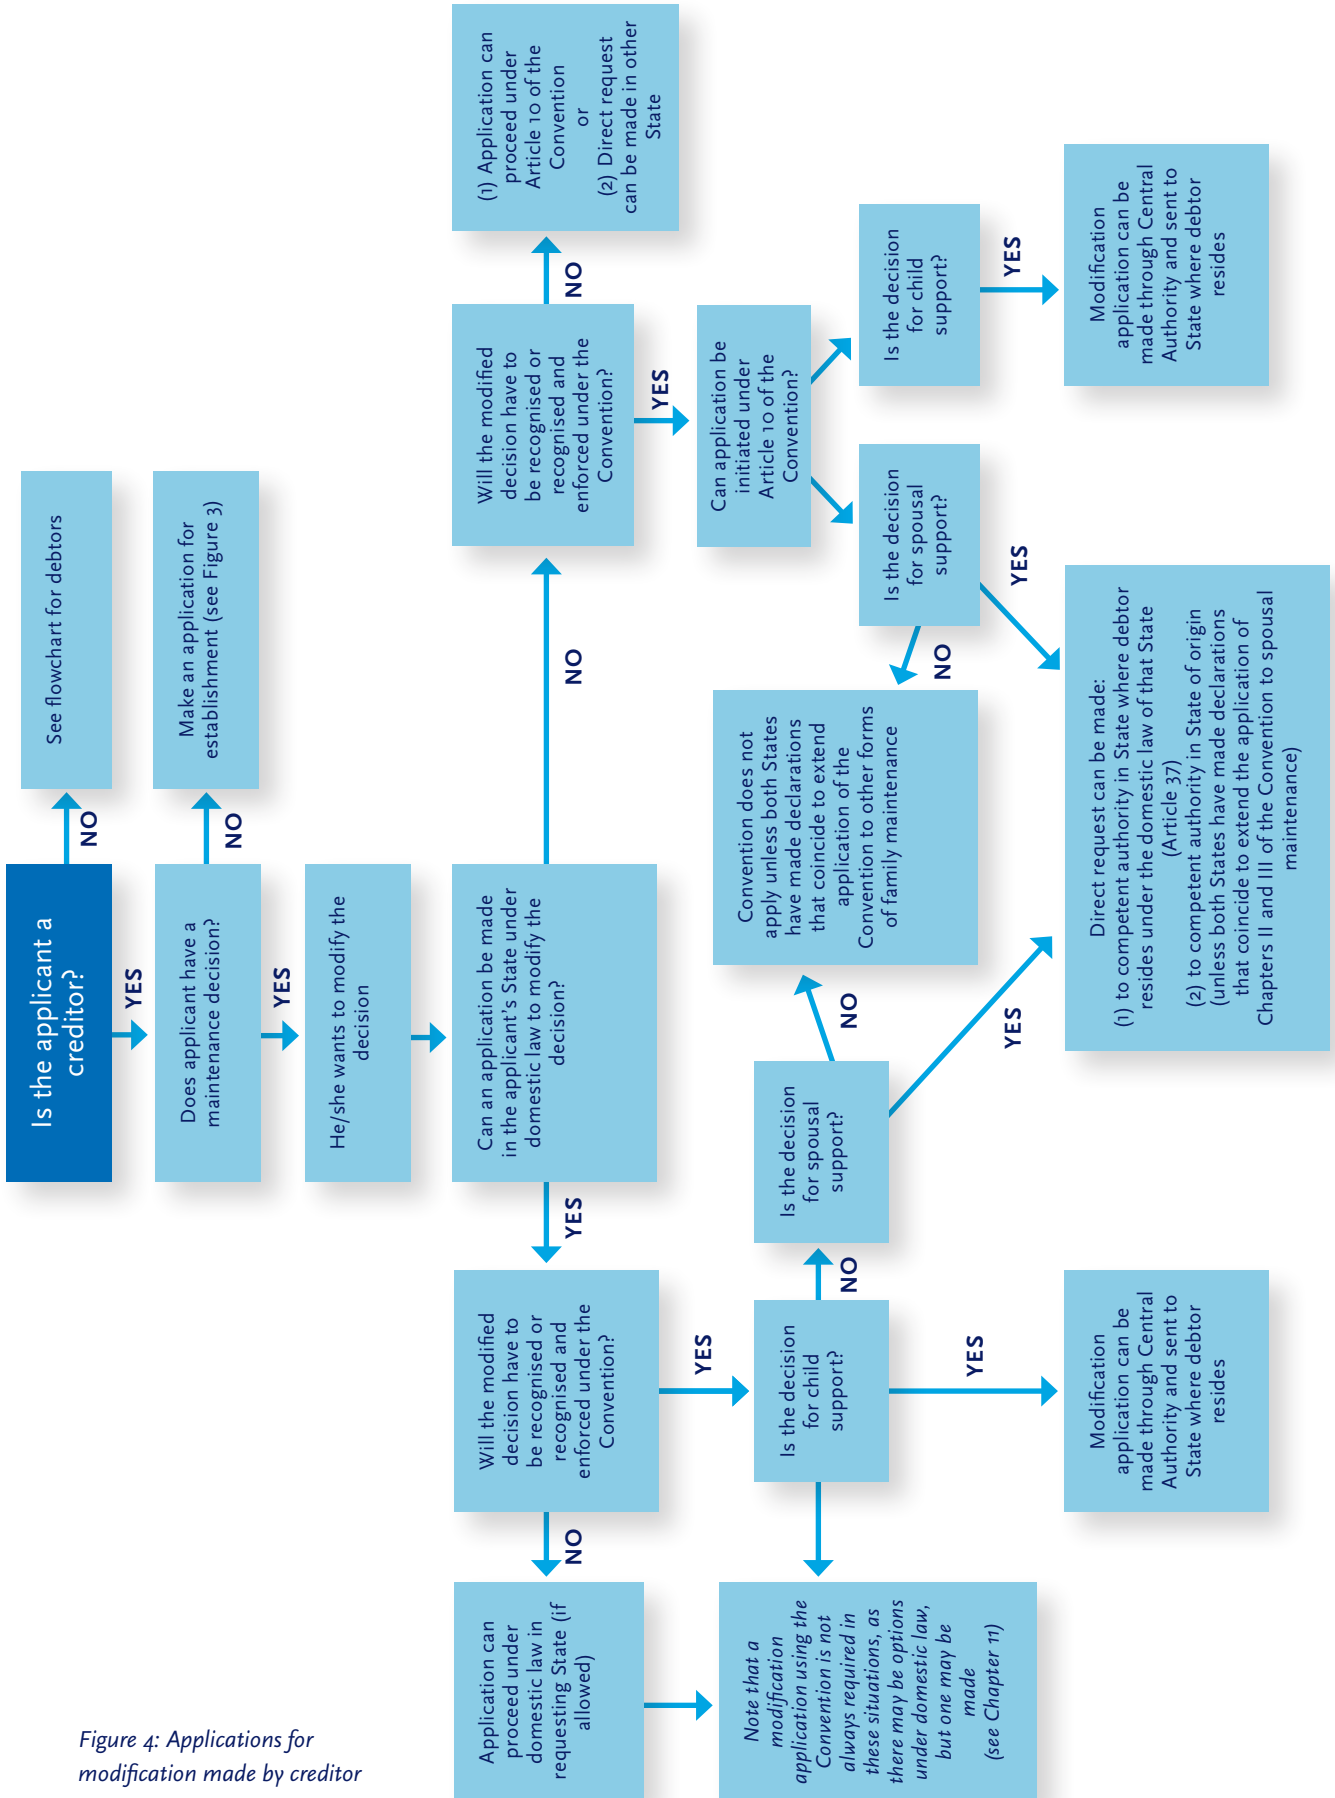 Is the applicant a
creditor?
NO
See flowchart for debtors
YES
Does applicant have a
maintenance decision?
NO
Make an application for
establishment (see Figure 3)
YES
He/she wants to modify the
decision
Can an application be made
in the applicant's State under
domestic law to modify the
decision?
YES
NO
Will the modified
decision have to
be recognised or
recognised and
enforced under the
Convention?
NO
Application can
proceed under
domestic law in
requesting State (if
allowed)
Note that a
modification
application using the
Convention is not
always required in
these situations, as
there may be options
under domestic law,
but one may be
made
(see Chapter 11)
YES
Is the decision
for child
support?
YES
Modification
application can be
made through Central
Authority and sent to
State where debtor
resides
NO
Is the decision
for spousal
support?
NO
YES
Convention does not
apply unless both States
have made declarations
that coincide to extend
application of the
Convention to other forms
of family maintenance
Direct request can be made:
(1) to competent authority in State where debtor
resides under the domestic law of that State
(Article 37)
(2) to competent authority in State of origin
(unless both States have made declarations
that coincide to extend the application of
Chapters II and III of the Convention to spousal
maintenance)
Will the modified
decision have to
be recognised or
recognised and
enforced under the
Convention?
NO
(1) Application can
proceed under
Article 10 of the
Convention
or
(2) Direct request
can be made in other
State
YES
Can application be
initiated under
Article 10 of the
Convention?
Is the decision
for spousal
support?
NO
YES
Is the decision
for child
support?
YES
Modification
application can be
made through Central
Authority and sent to
State where debtor
resides
Figure 4: Applications for
modification made by creditor